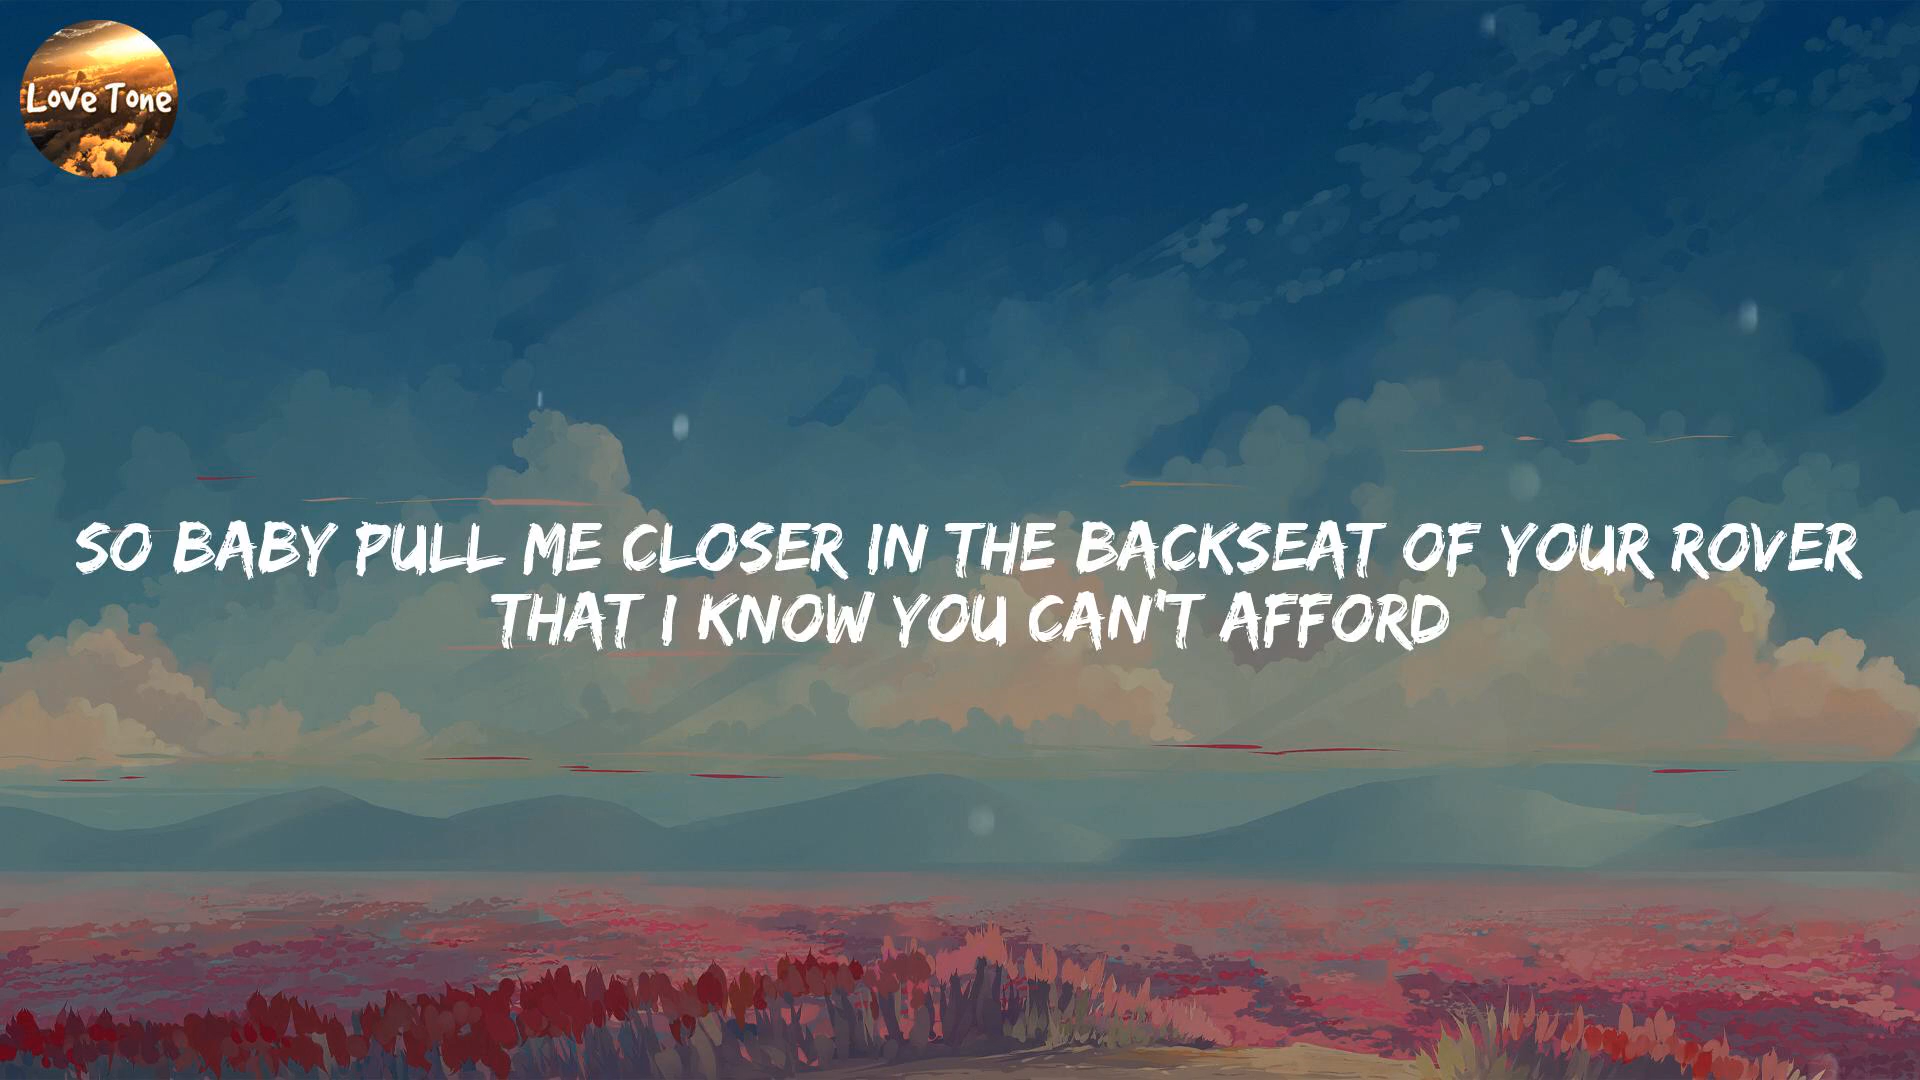 Love Tone
SO BABY PULL ME CLOSER IN THE BACKSEAT OF YOUR ROVER
THAT I KNOW YOU CAN'T AFFORD